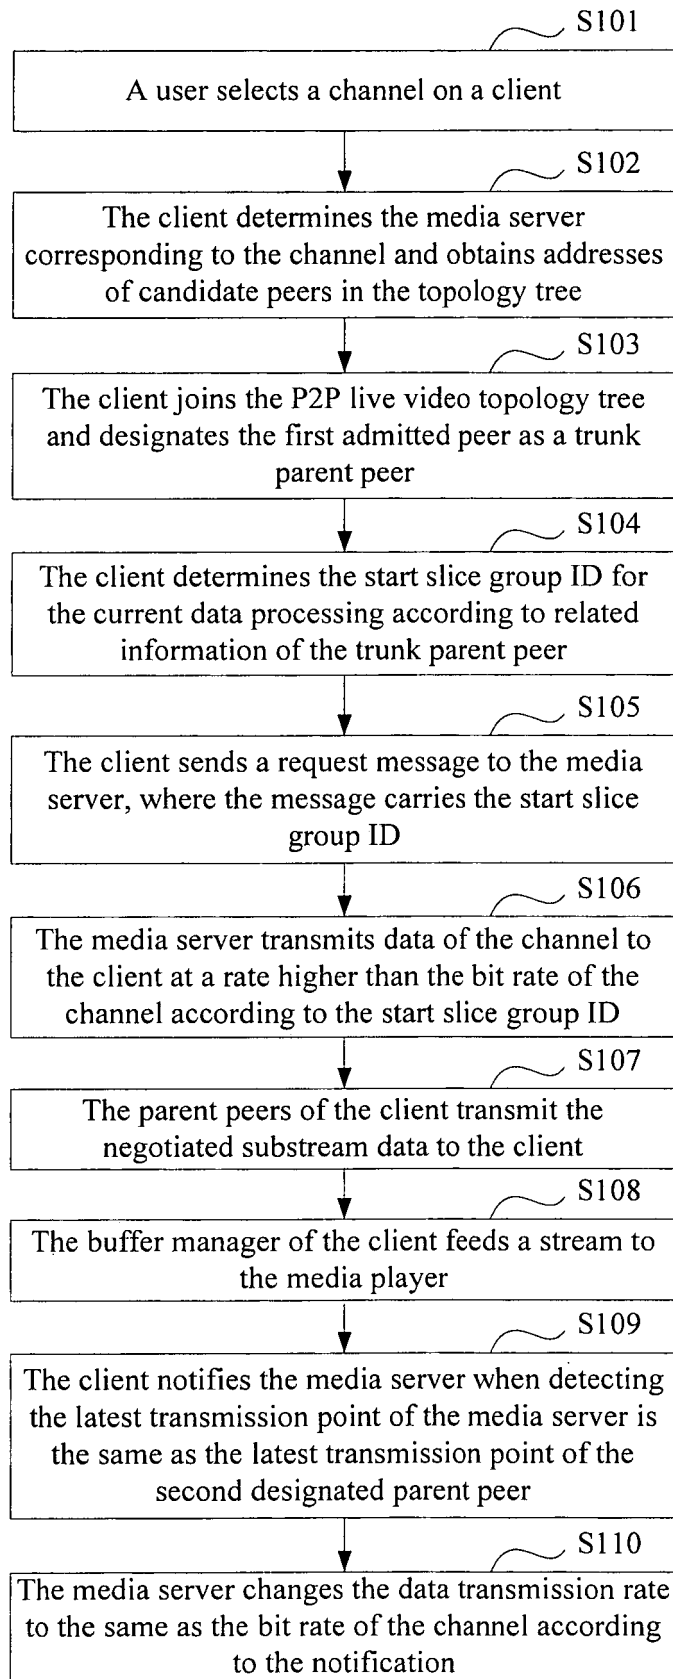 S101
A user selects a channel on a client
S102
The client determines the media server
corresponding to the channel and obtains addresses
of candidate peers in the topology tree
S103
The client joins the P2P live video topology tree
and designates the first admitted peer as a trunk
parent peer
S104
The client determines the start slice group ID for
the current data processing according to related
information of the trunk parent peer
S105
The client sends a request message to the media
server, where the message carries the start slice
group ID
S106
The media server transmits data of the channel to
the client at a rate higher than the bit rate of the
channel according to the start slice group ID
S107
The parent peers of the client transmit the
negotiated substream data to the client
S108
The buffer manager of the client feeds a stream to
the media player
S109
The client notifies the media server when detecting
the latest transmission point of the media server is
the same as the latest transmission point of the
second designated parent peer
S110
The media server changes the data transmission rate
to the same as the bit rate of the channel according
to the notification